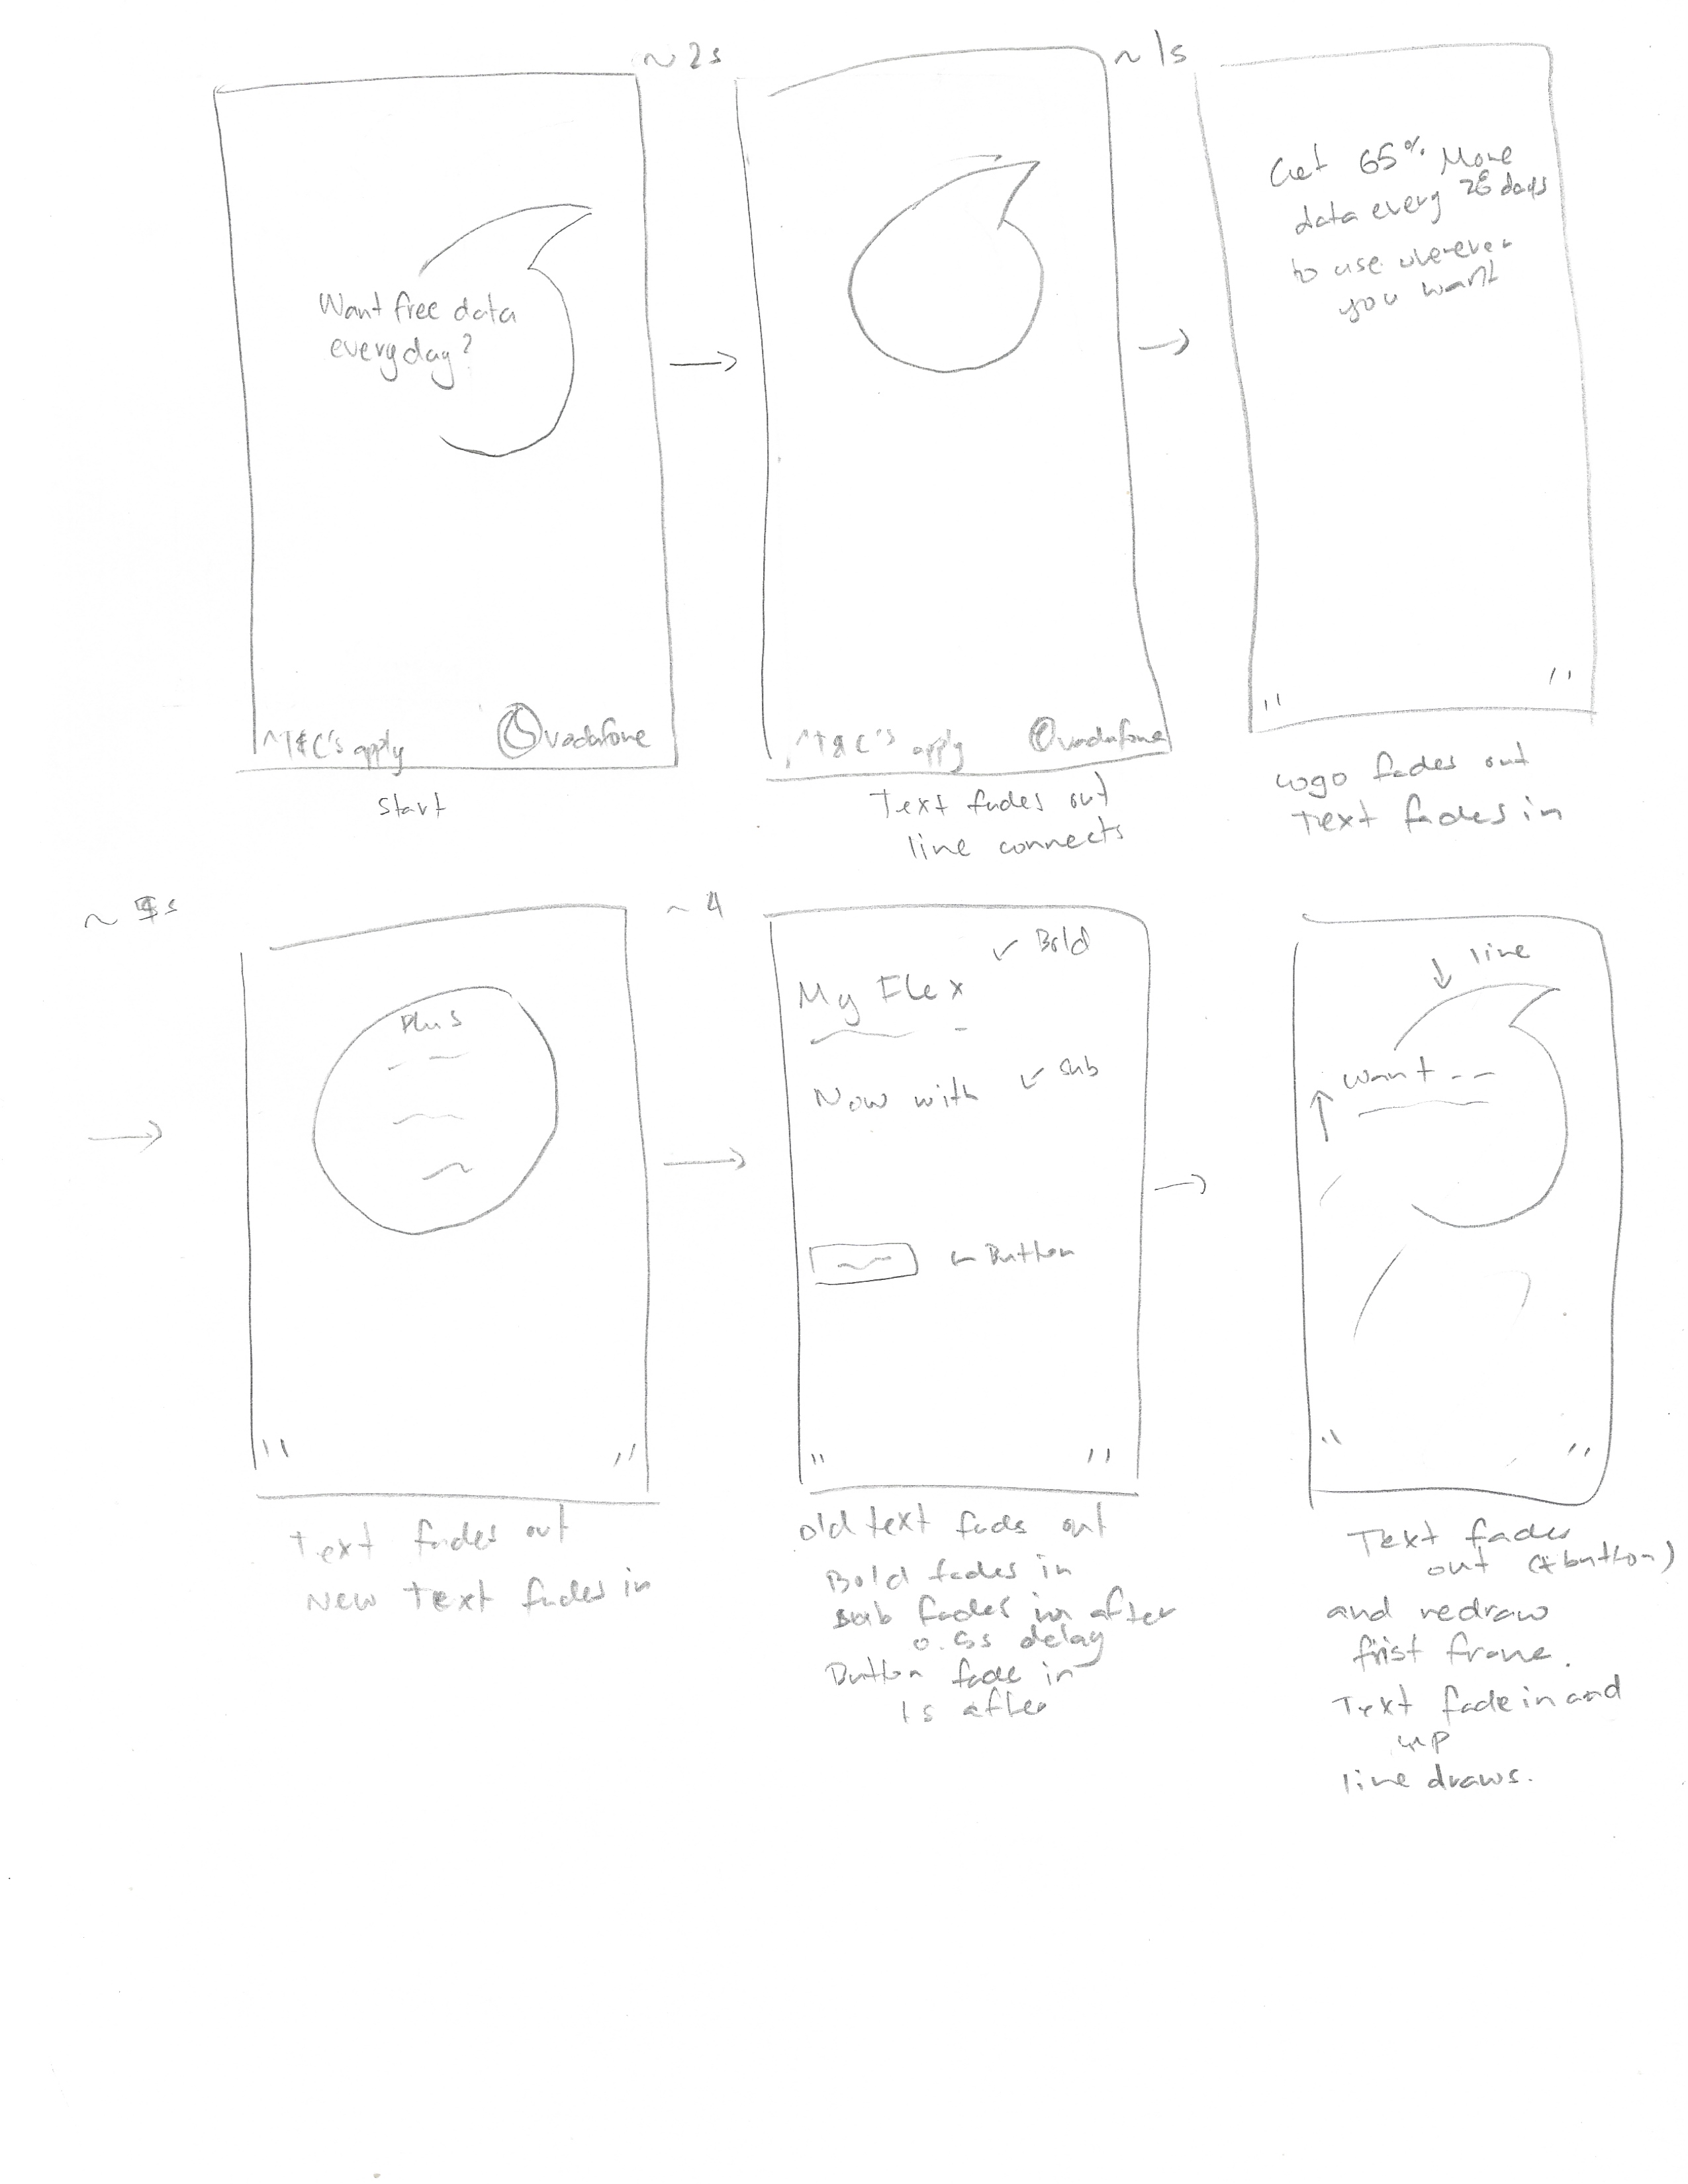 ~ 2s
~ 1s
Want free data
everyday?
T&C's apply
vodafone
start
T&C's apply
vodafone
Text fades out
line connects
Get 65% More
data every 28 days
to use wherever
you want
Logo fades out
Text fades in
Plus
Text fades out
New Text fades in
~ 4
Bold
My Flex
Sub
Now with
Button
old text fads out
Bold fades in
Sub fades in after
0.5s delay
Button fade in
1s after
line
Want
Text fades
out (+ button)
and redraw
frist frame.
Text fade in and
up
line draws.